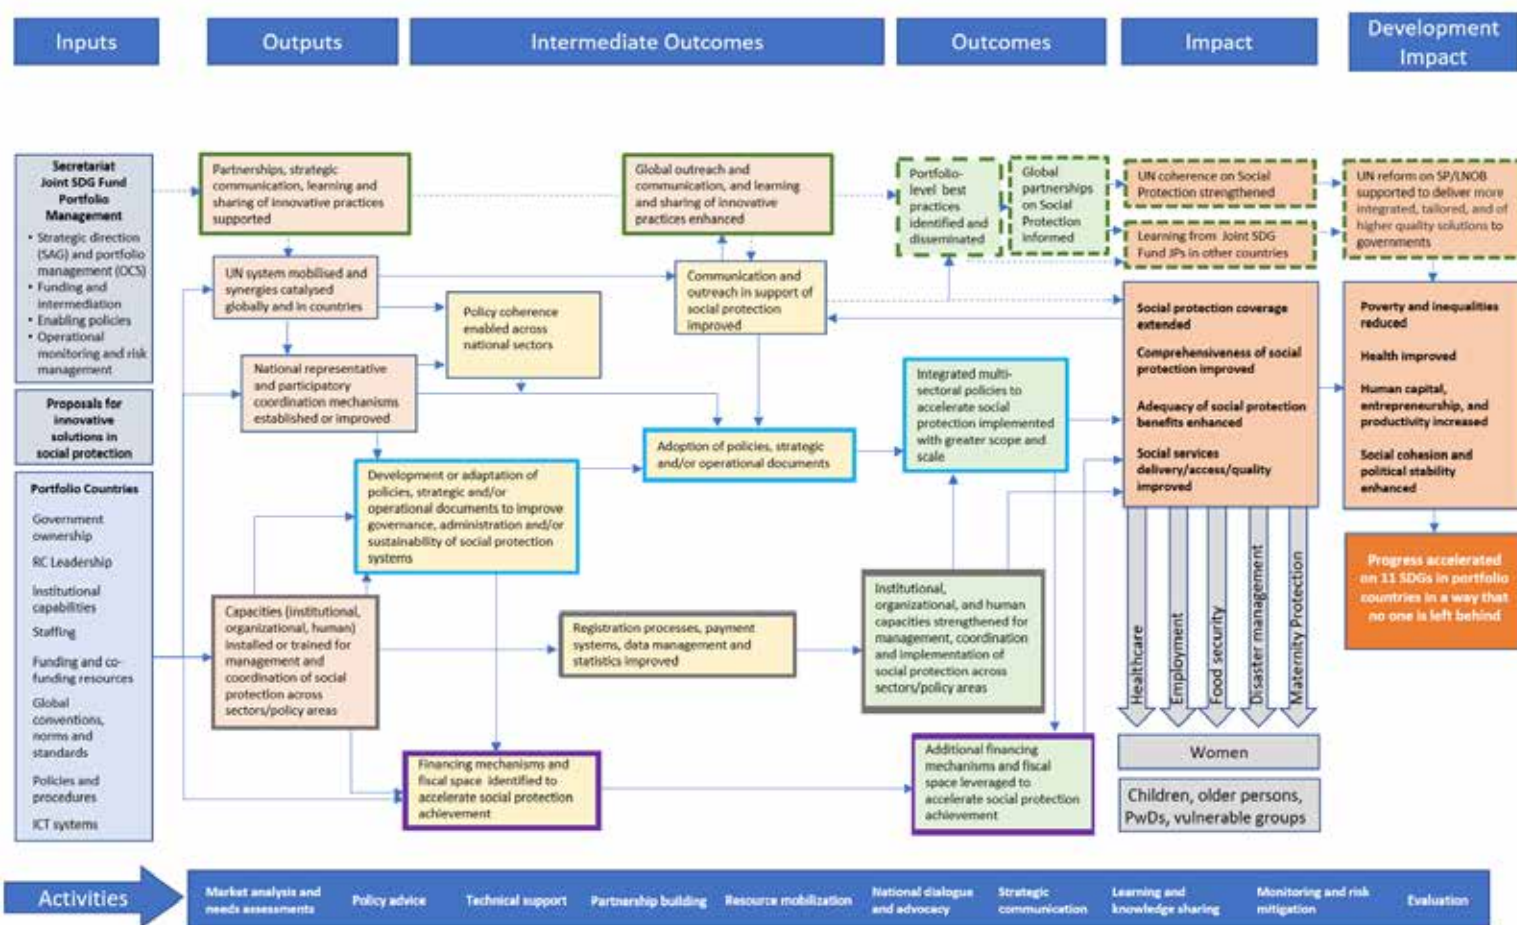 Inputs
Outputs
Intermediate Outcomes
Outcomes
Impact
Development
Impact
Secretariat
Joint SDG Fund
Portfolio
Management
• Strategic direction
(SAG) and portfolio
management (OCS)
• Funding and
intermediation
• Enabling policies
• Operational
monitoring and risk
management
Proposals for
innovative
solutions in
social protection
Portfolio Countries
Government
ownership
RC Leadership
Institutional
capabilities
Staffing
Funding and co-
funding resources
Global
conventions,
norms and
standards
Policies and
procedures
ICT systems
Partnerships, strategic
communication, learning and
sharing of innovative practices
supported
UN system mobilised and
synergies catalysed
globally and in countries
National representative
and participatory
coordination mechanisms
established or improved
Capacities (institutional,
organizational, human)
installed or trained for
management and
coordination of social
protection across
sectors/policy areas
Policy coherence
enabled across
national sectors
Development or adaptation of
policies, strategic and/or
operational documents to improve
governance, administration and/or
sustainability of social protection
systems
Financing mechanisms and
fiscal space identified to
accelerate social protection
achievement
Global outreach and
communication, and learning
and sharing of innovative
practices enhanced
Communication and
outreach in support of
social protection
improved
Adoption of policies, strategic
and/or operational documents
Registration processes, payment
systems, data management and
statistics improved
Portfolio-
level best
practices
identified and
disseminated
Global
partnerships
on Social
Protection
informed
Integrated multi-
sectoral policies to
accelerate social
protection implemented
with greater scope and
scale
Institutional,
organizational, and human
capacities strengthened for
management, coordination
and implementation of
social protection across
sectors/policy areas
Additional financing
mechanisms and fiscal
space leveraged to
accelerate social protection
achievement
UN coherence on Social
Protection strengthened
Learning from Joint SDG
Fund JPs in other countries
Social protection coverage
extended
Comprehensiveness of social
protection improved
Adequacy of social protection
benefits enhanced
Social services
delivery/access/quality
improved
Healthcare
Employment
Food security
Disaster management
Maternity Protection
Women
Children, older persons,
PwDs, vulnerable groups
UN reform on SP/LNOB
supported to deliver more
integrated, tailored, and of
higher quality solutions to
governments
Poverty and inequalities
reduced
Health improved
Human capital,
entrepreneurship, and
productivity increased
Social cohesion and
political stability
enhanced
Progress accelerated
on 11 SDGs in portfolio
countries in a way that
no one is left behind
Activities
Market analysis and
needs assessments
Policy advice
Technical support
Partnership building
Resource mobilization
National dialogue
and advocacy
Strategic
communication
Learning and
knowledge sharing
Monitoring and risk
mitigation
Evaluation